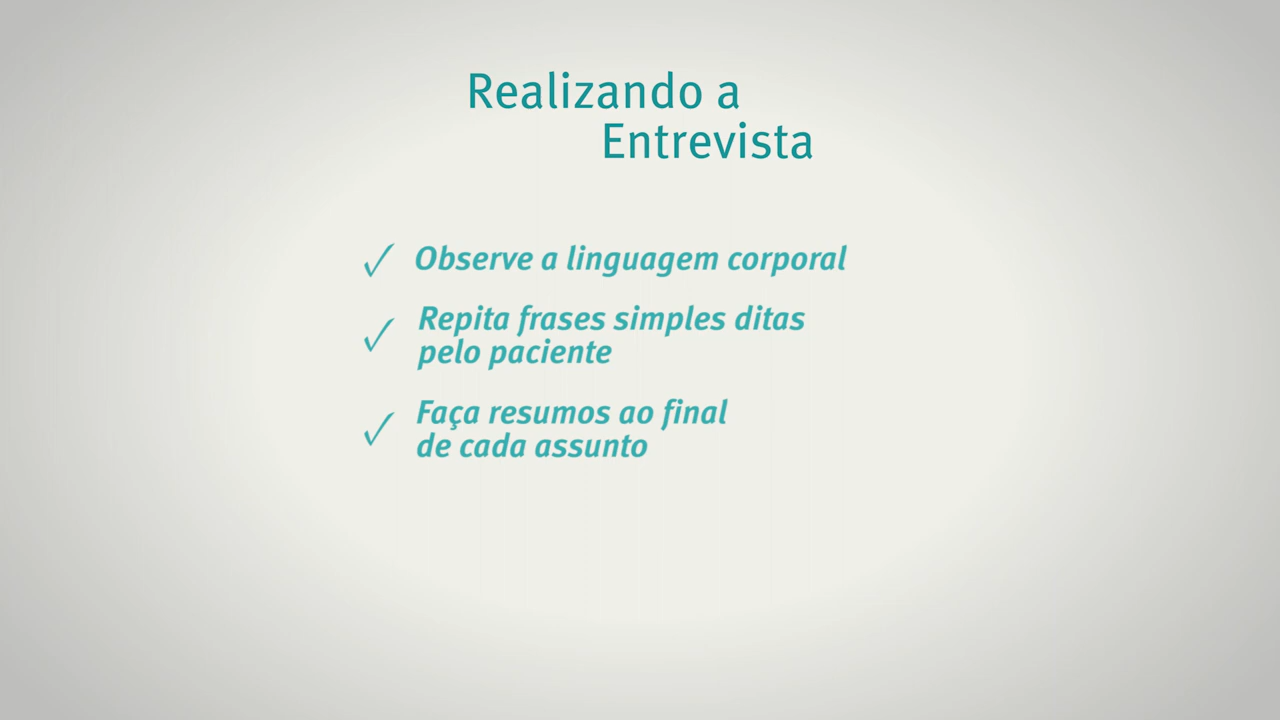 Realizando a
Entrevista
✓ Observe a linguagem corporal
✓ Repita frases simples ditas
pelo paciente
✓ Faça resumos ao final
de cada assunto